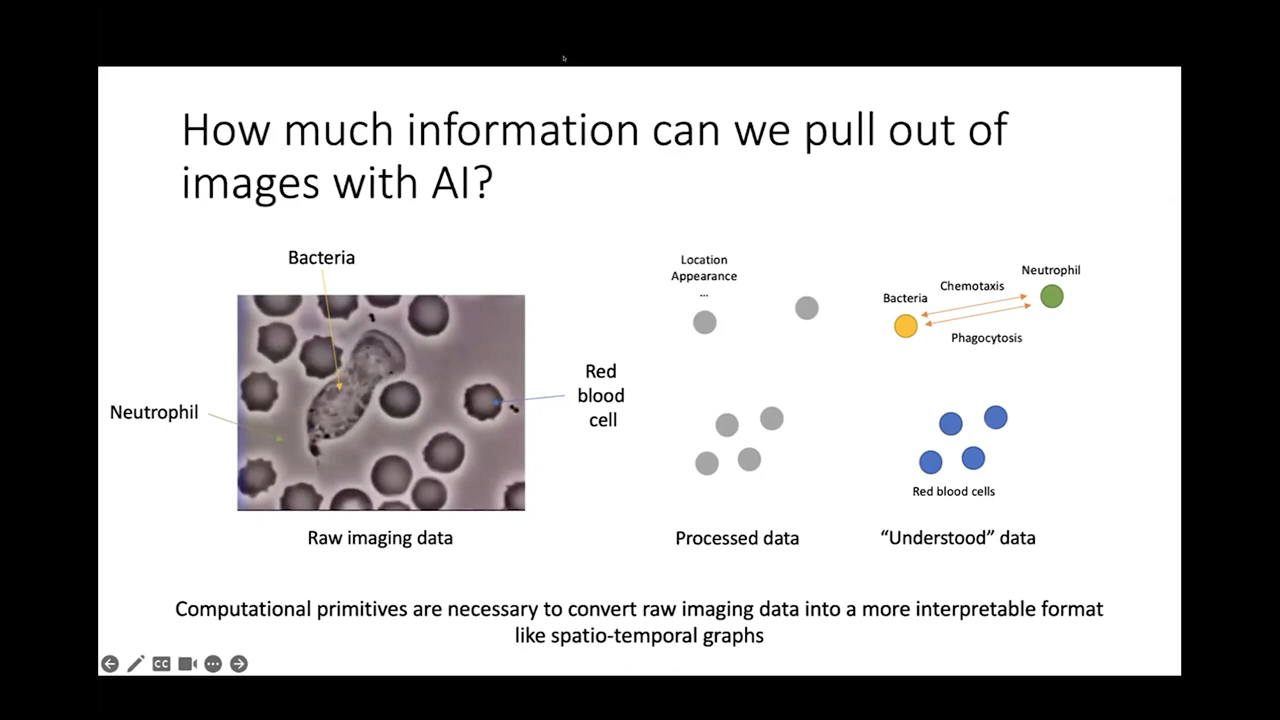 How much information can we pull out of
images with AI?
Bacteria
Neutrophil
Red
blood
cell
Raw imaging data
Location
Appearance
...
Processed data
Neutrophil
Chemotaxis
Bacteria
Phagocytosis
Red blood cells
“Understood” data
Computational primitives are necessary to convert raw imaging data into a more interpretable format
like spatio-temporal graphs
CC